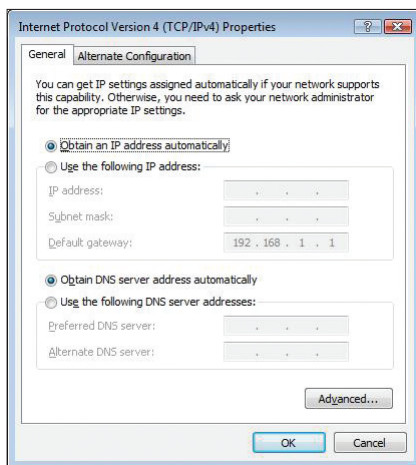 Internet Protocol Version 4 (TCP/IPv4) Properties
General
Alternate Configuration
You can get IP settings assigned automatically if your network supports
this capability. Otherwise, you need to ask your network administrator
for the appropriate IP settings.
Obtain an IP address automatically
Use the following IP address:
IP address:
Subnet mask:
Default gateway: 192 . 168 . 1 . 1
Obtain DNS server address automatically
Use the following DNS server addresses:
Preferred DNS server:
Alternate DNS server:
Advanced...
OK
Cancel